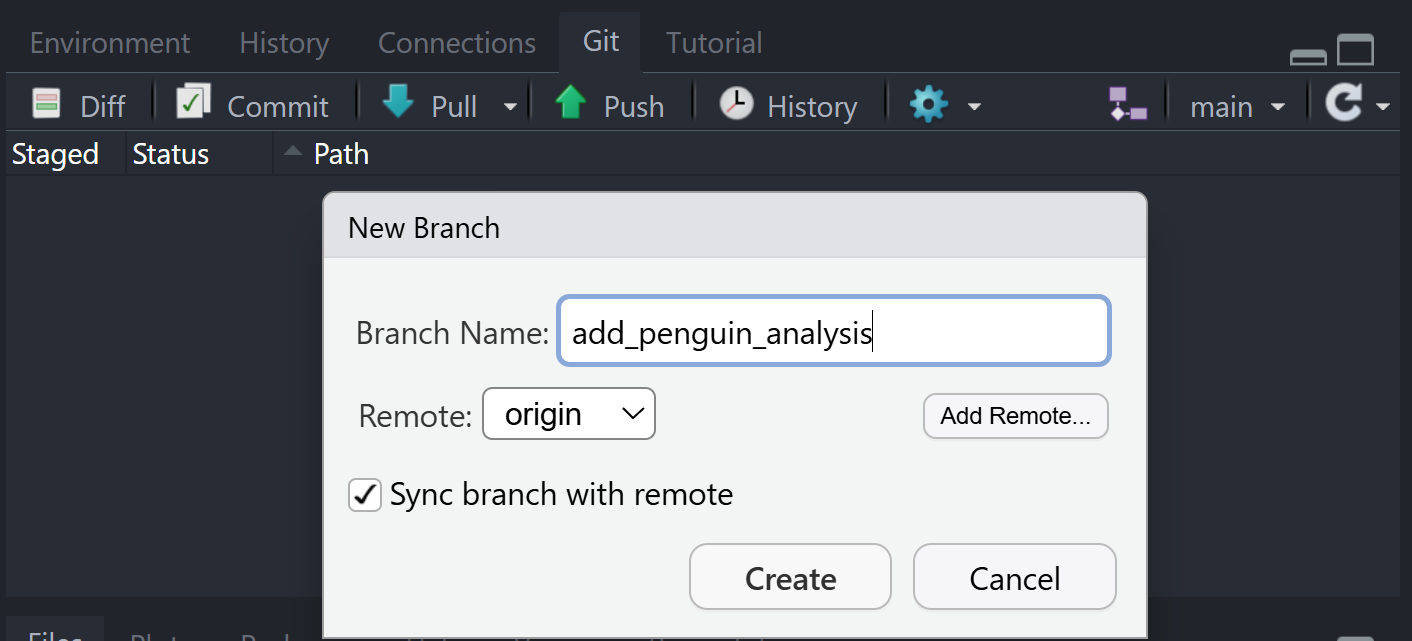 Environment History Connections Git Tutorial
Diff Commit Pull Push History main
Staged Status Path
New Branch
Branch Name: add_penguin_analysis
Remote: origin Add Remote...
Sync branch with remote
Create Cancel
Files